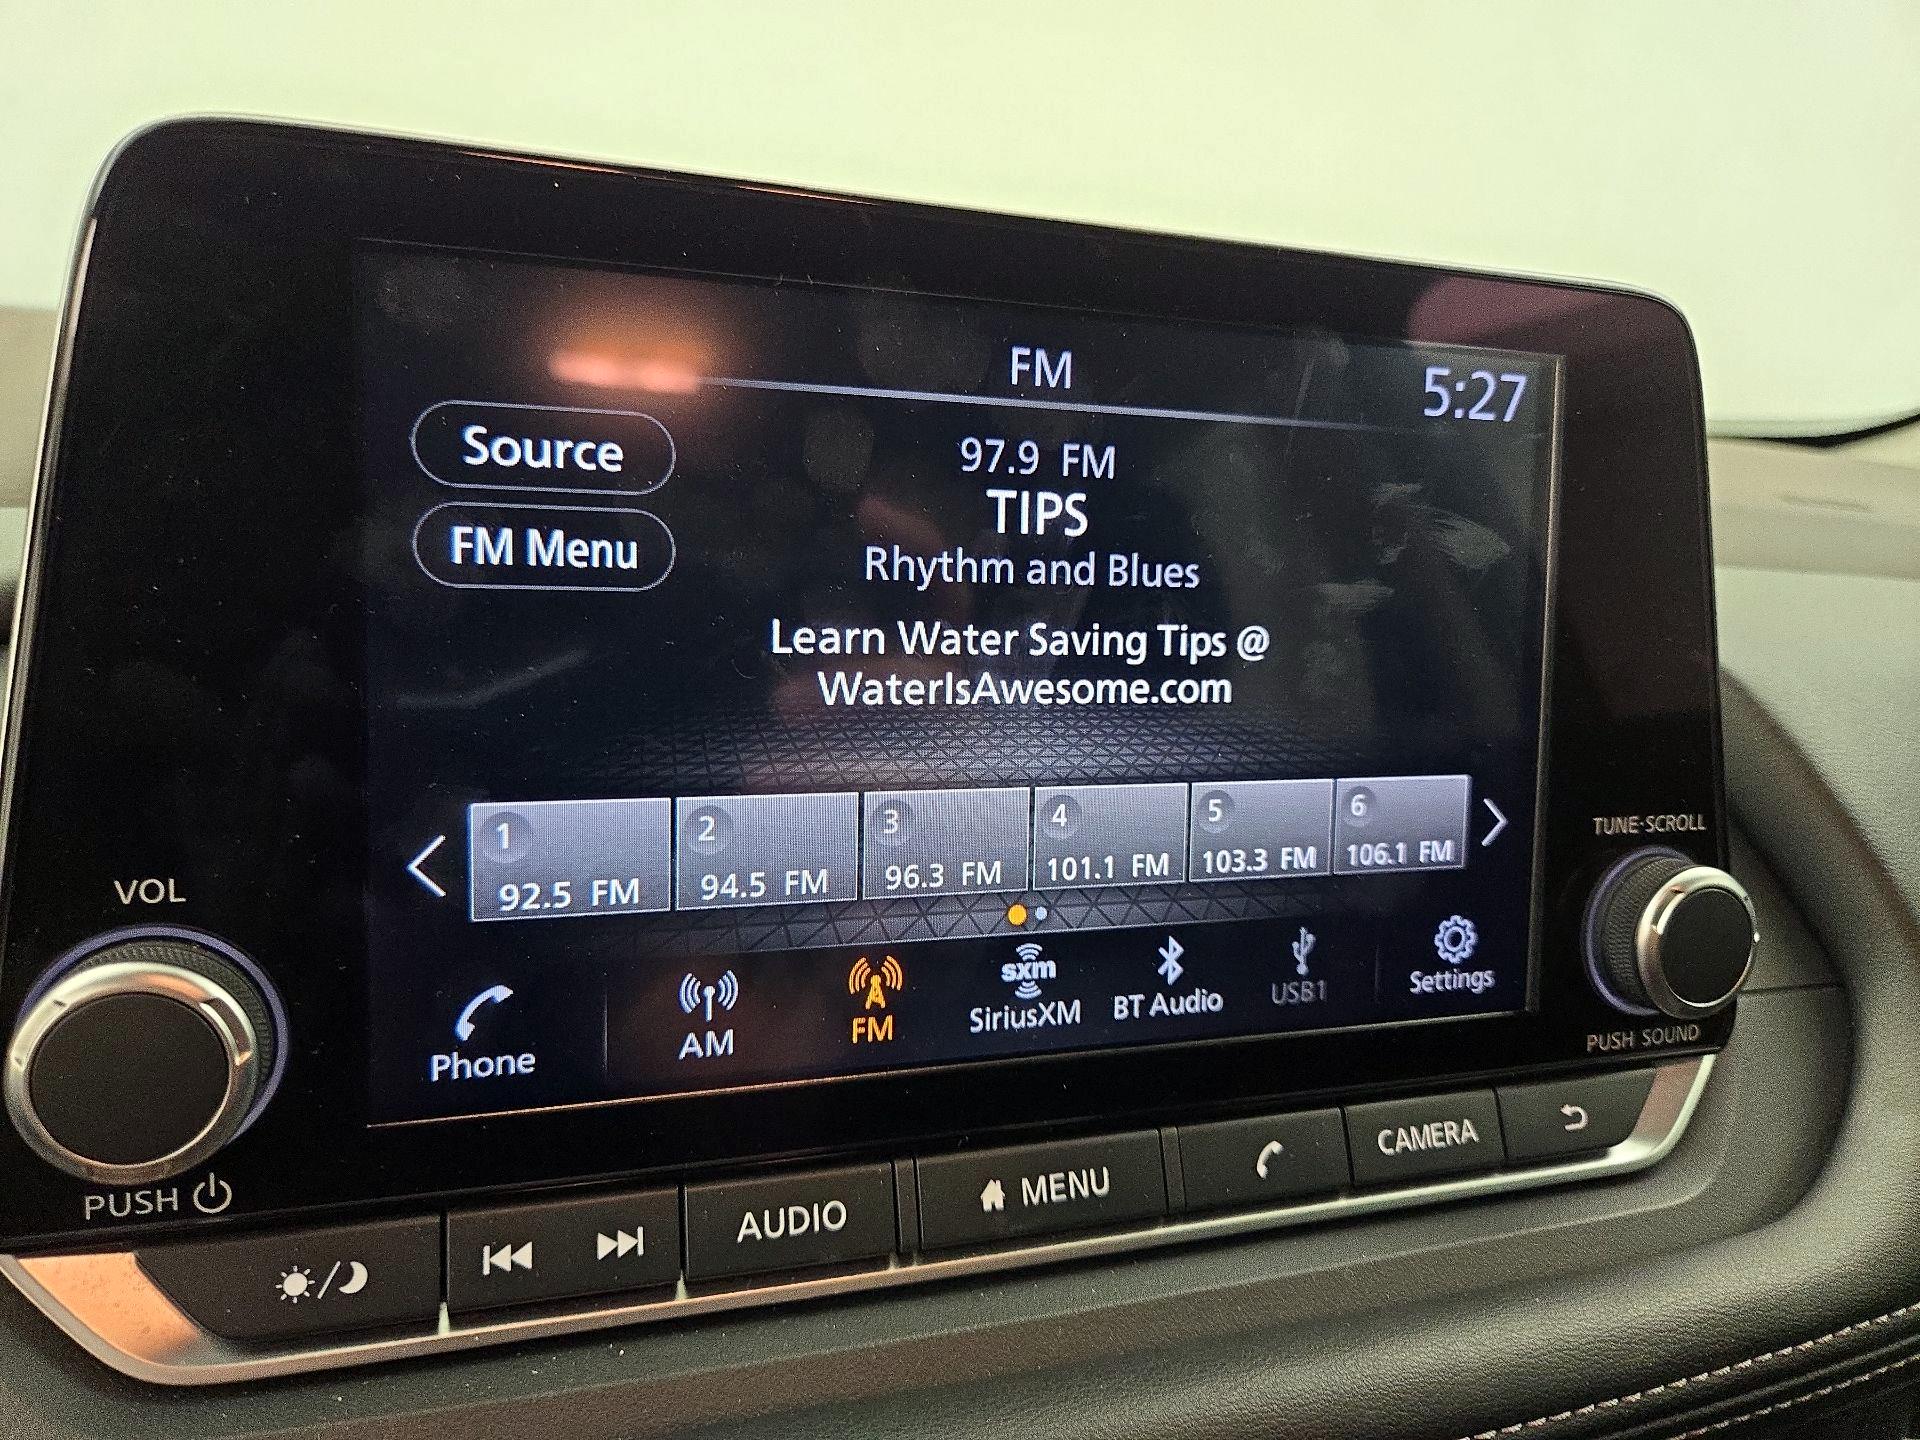 FM
5:27
Source
FM Menu
97.9 FM
TIPS
Rhythm and Blues
Learn Water Saving Tips @
WaterIsAwesome.com
1
92.5 FM
2
94.5 FM
3
96.3 FM
4
101.1 FM
5
103.3 FM
6
106.1 FM
Phone
AM
FM
sxm
SiriusXM
BT Audio
USB1
Settings
VOL
PUSH
TUNE·SCROLL
PUSH SOUND
AUDIO
MENU
CAMERA